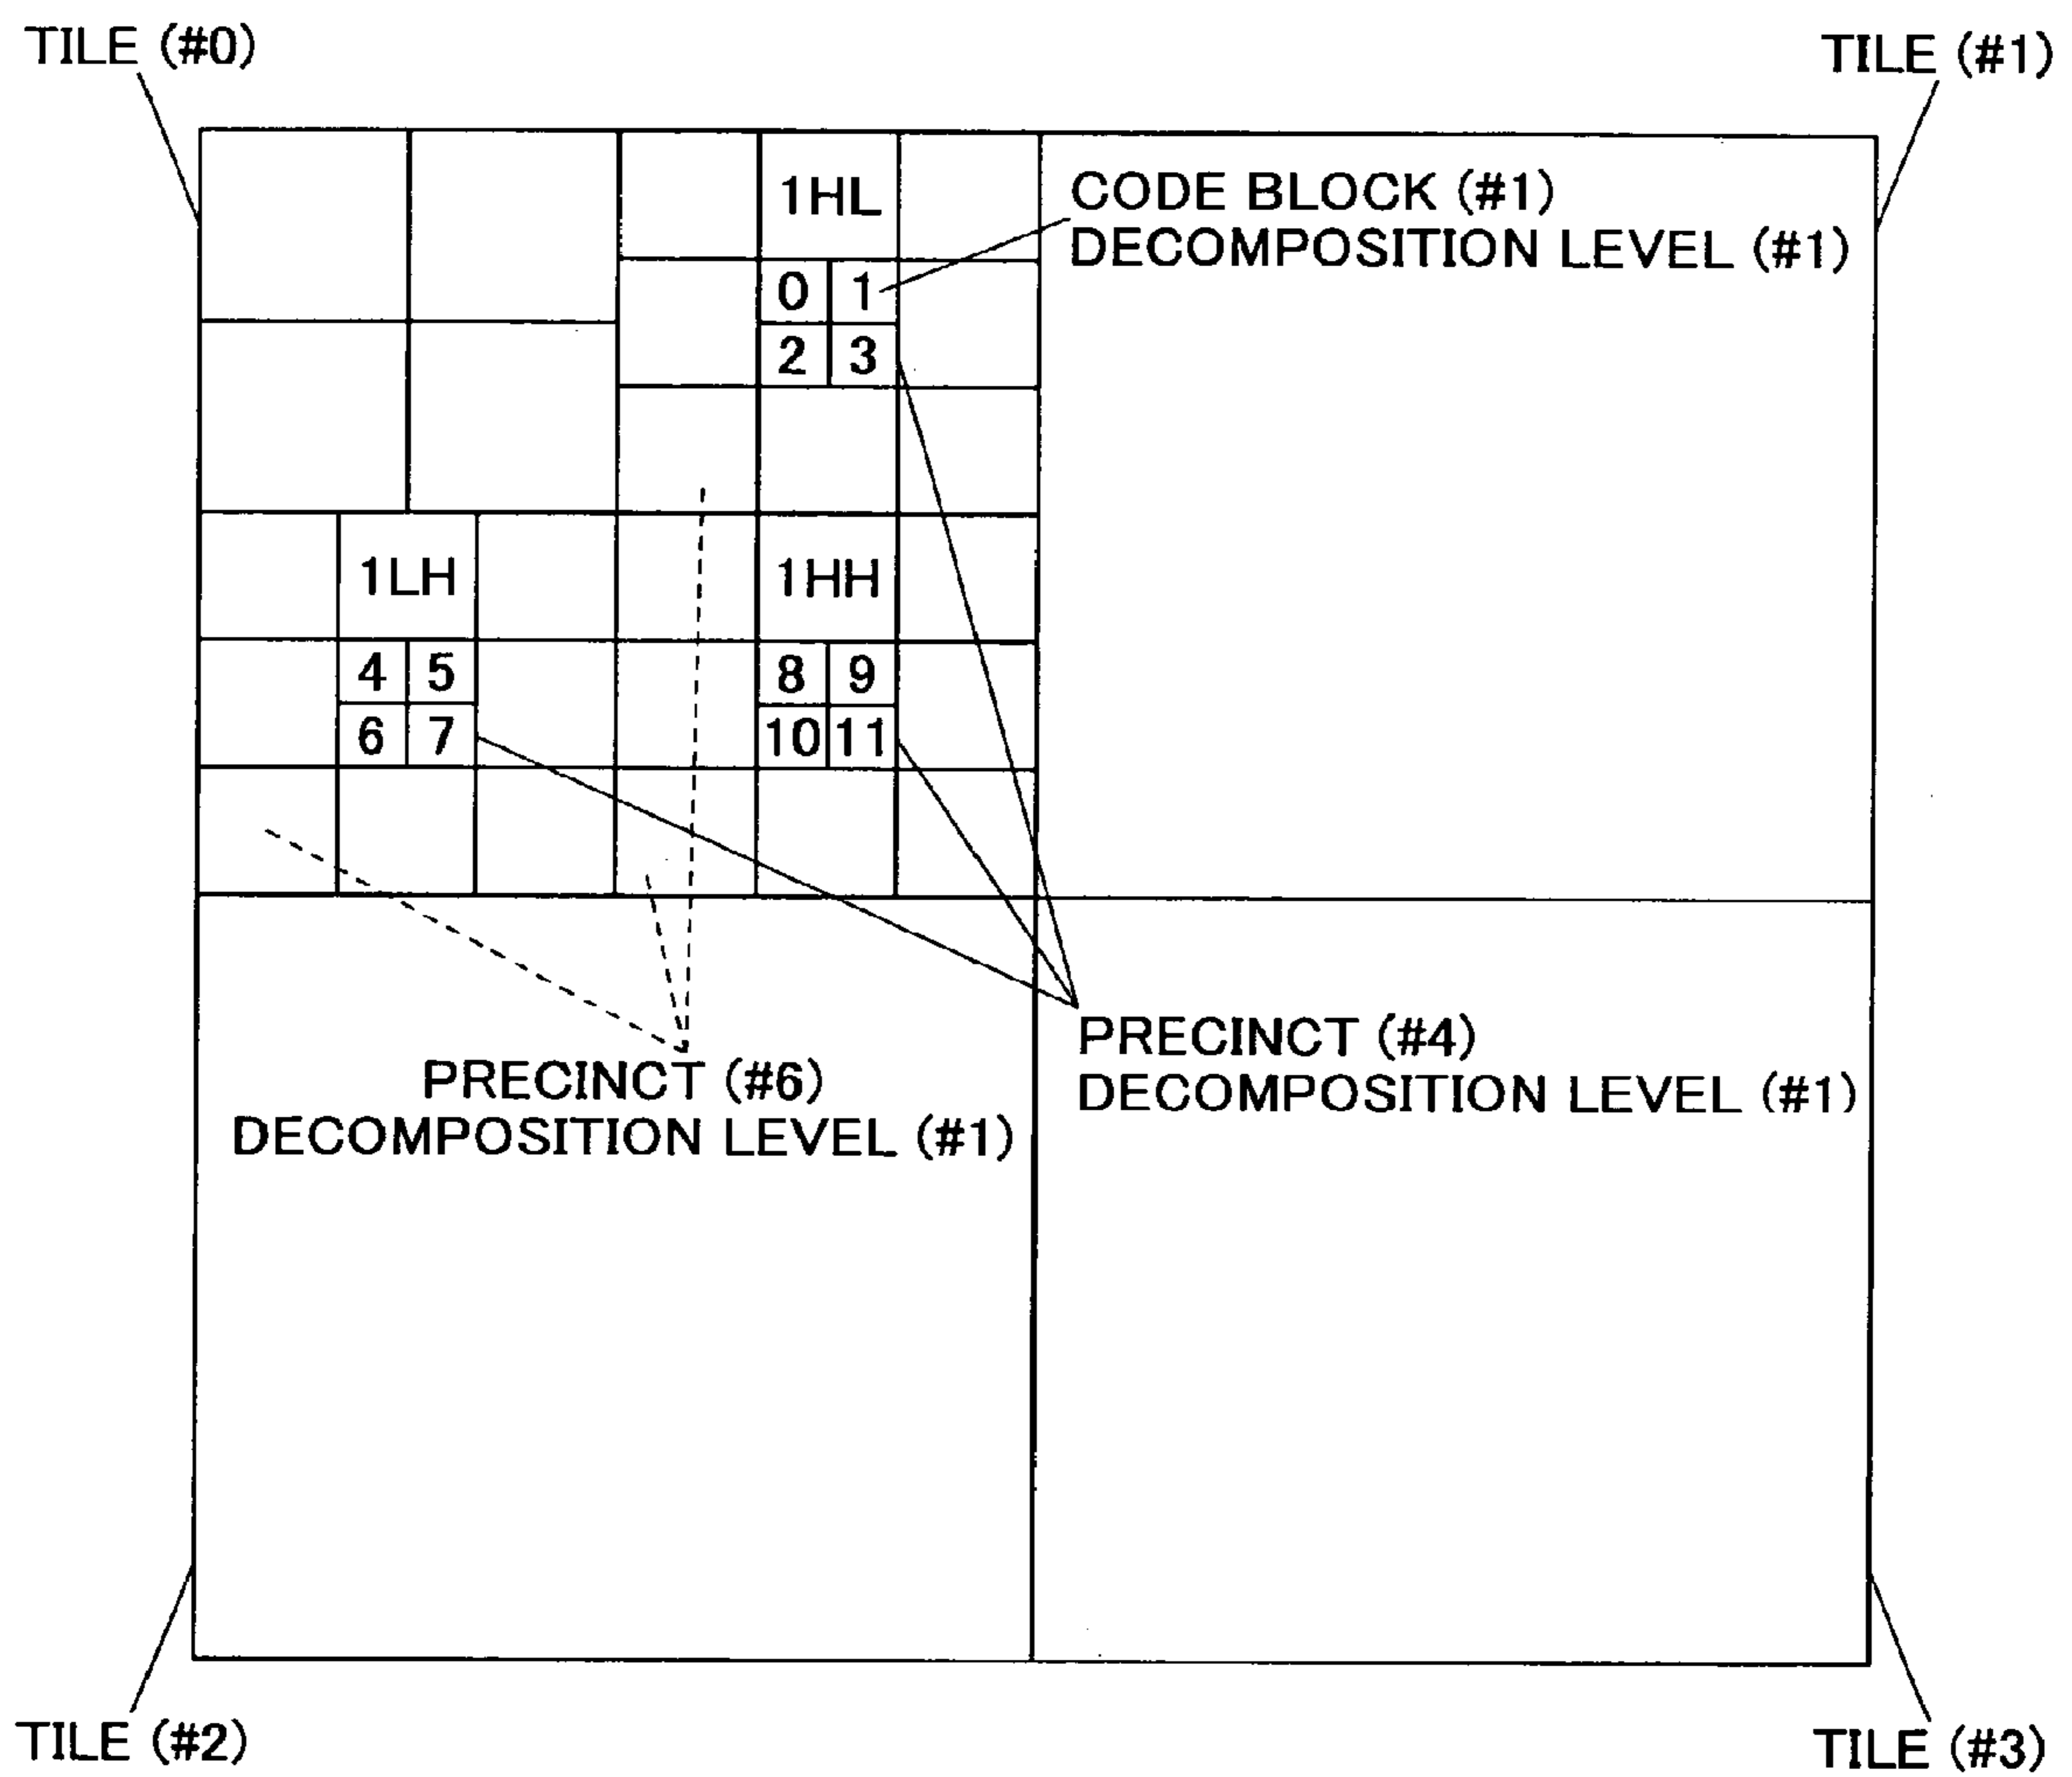 TILE (#0)
TILE (#1)
1HL
CODE BLOCK (#1)
DECOMPOSITION LEVEL (#1)
0 1
2 3
1LH
1HH
4 5
6 7
8 9
10 11
PRECINCT (#4)
DECOMPOSITION LEVEL (#1)
PRECINCT (#6)
DECOMPOSITION LEVEL (#1)
TILE (#2)
TILE (#3)